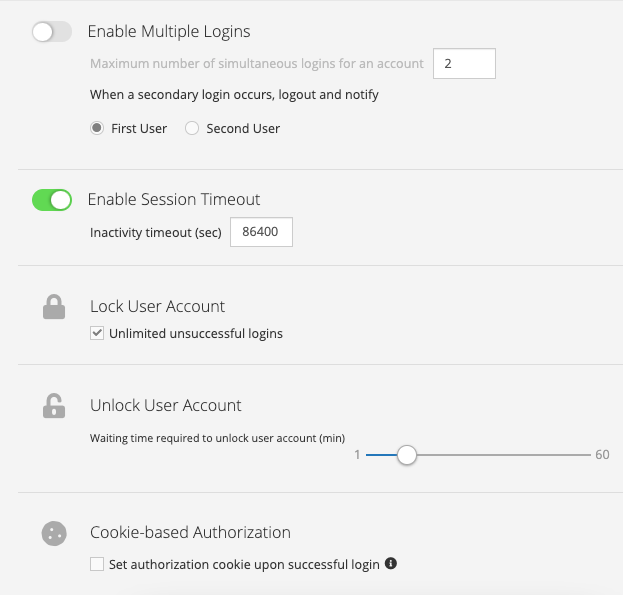 Enable Multiple Logins
Maximum number of simultaneous logins for an account 2
When a secondary login occurs, logout and notify
First User Second User
Enable Session Timeout
Inactivity timeout (sec) 86400
Lock User Account
Unlimited unsuccessful logins
Unlock User Account
Waiting time required to unlock user account (min)
1 60
Cookie-based Authorization
Set authorization cookie upon successful login